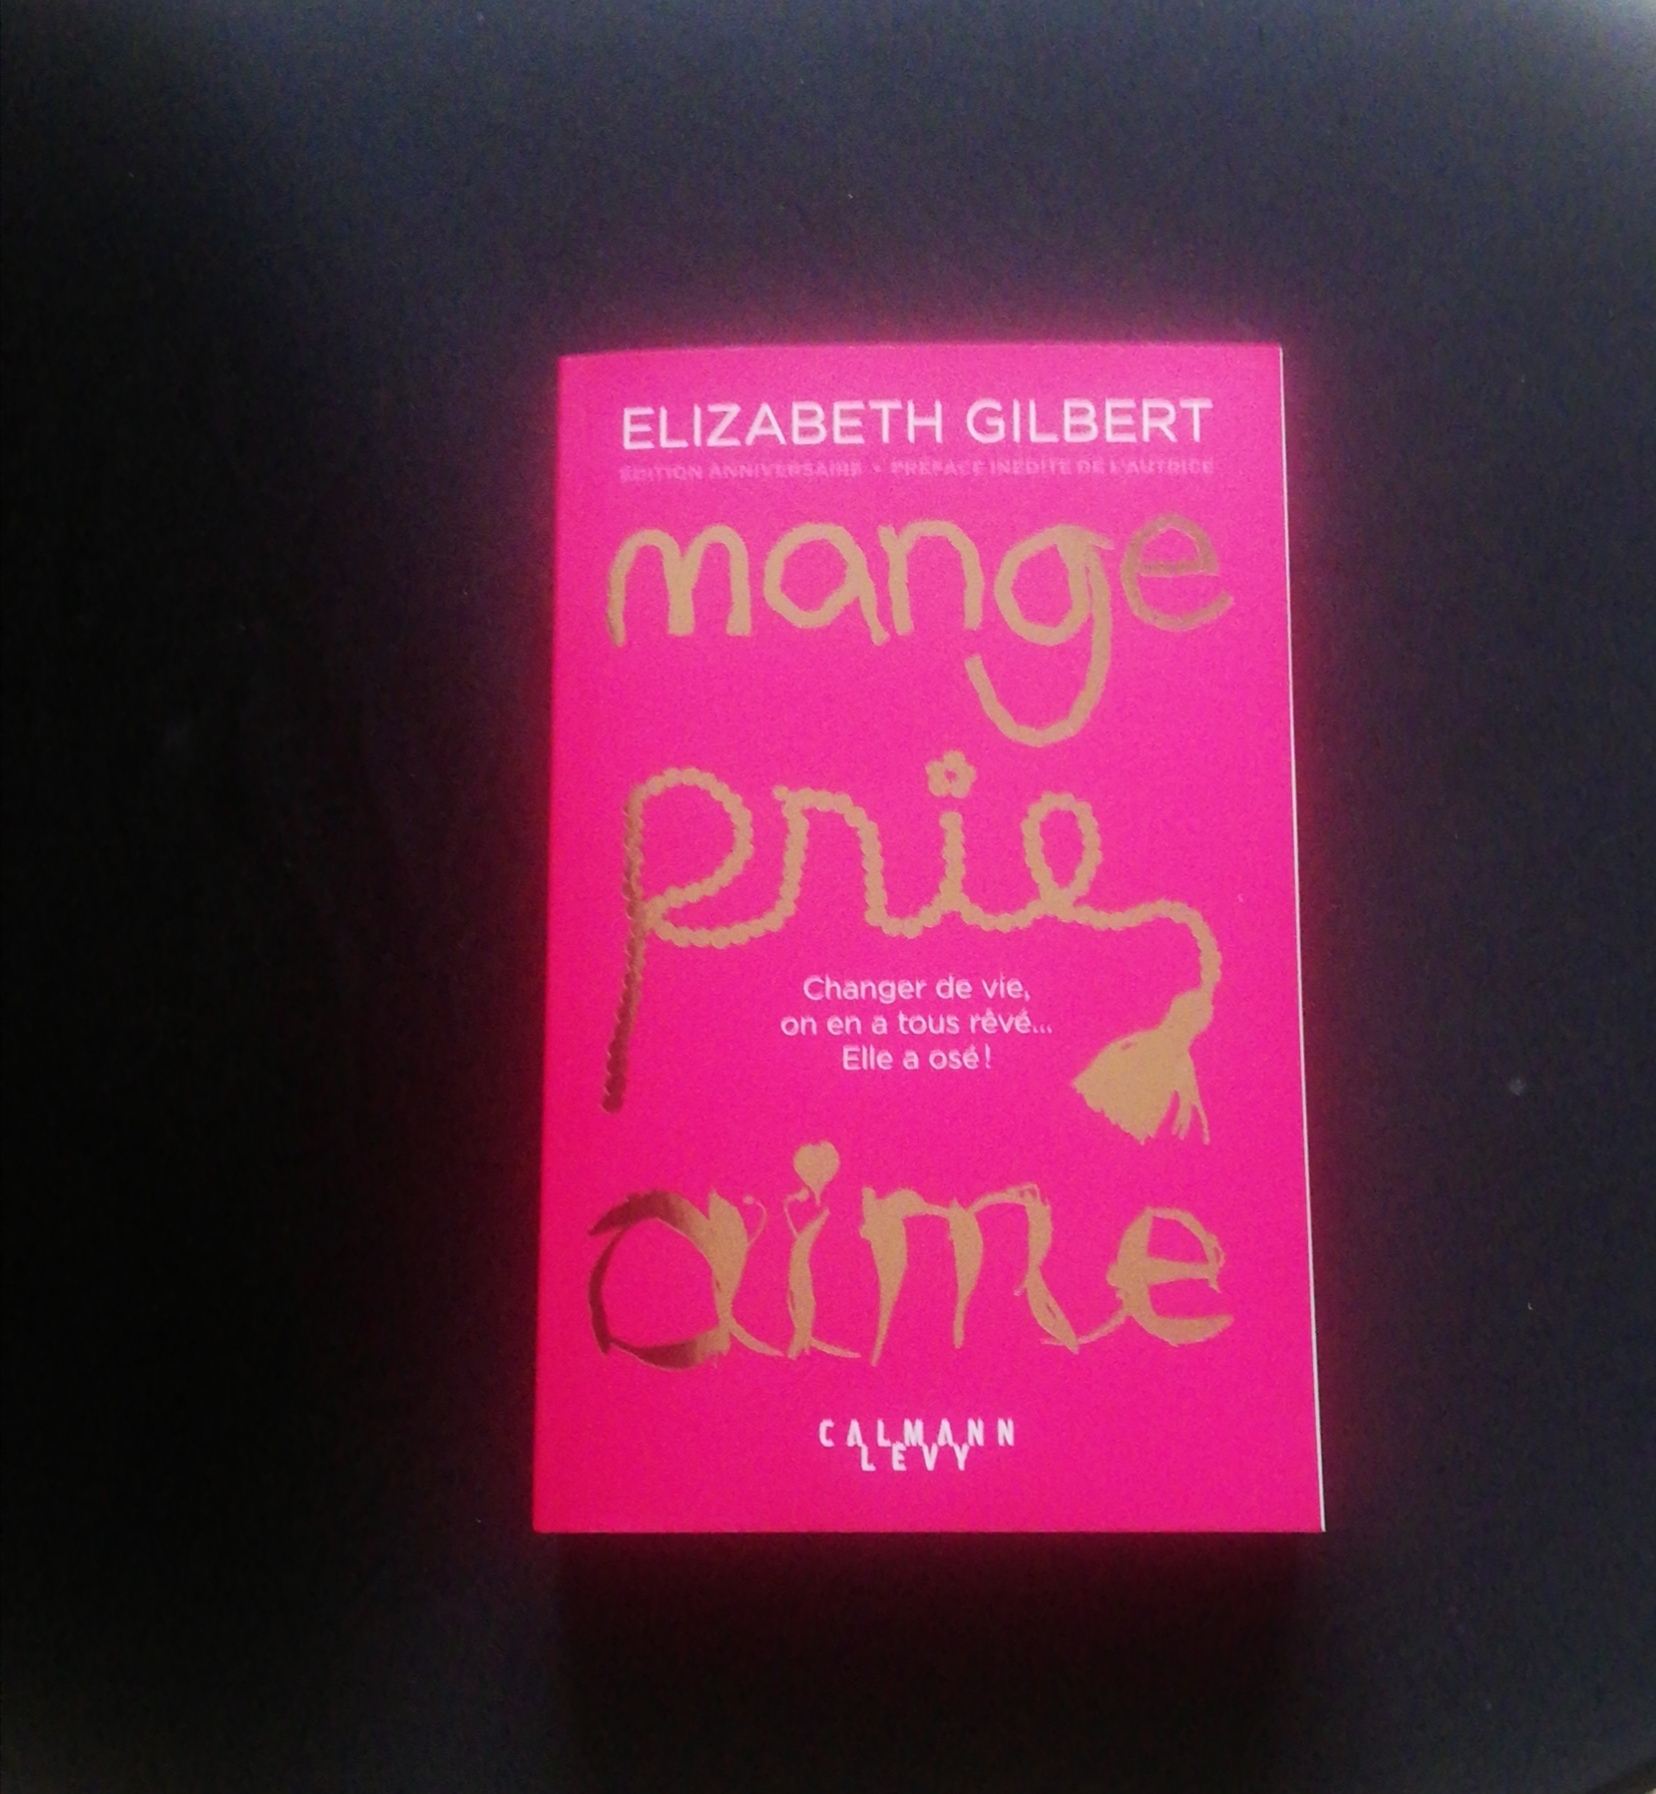 ELIZABETH GILBERT
ÉDITION ANNIVERSAIRE • PRÉFACE INÉDITE DE L'AUTRICE
mange
prie
Changer de vie,
on en a tous rêvé...
Elle a osé !
aime
CALMANN
LÉVY